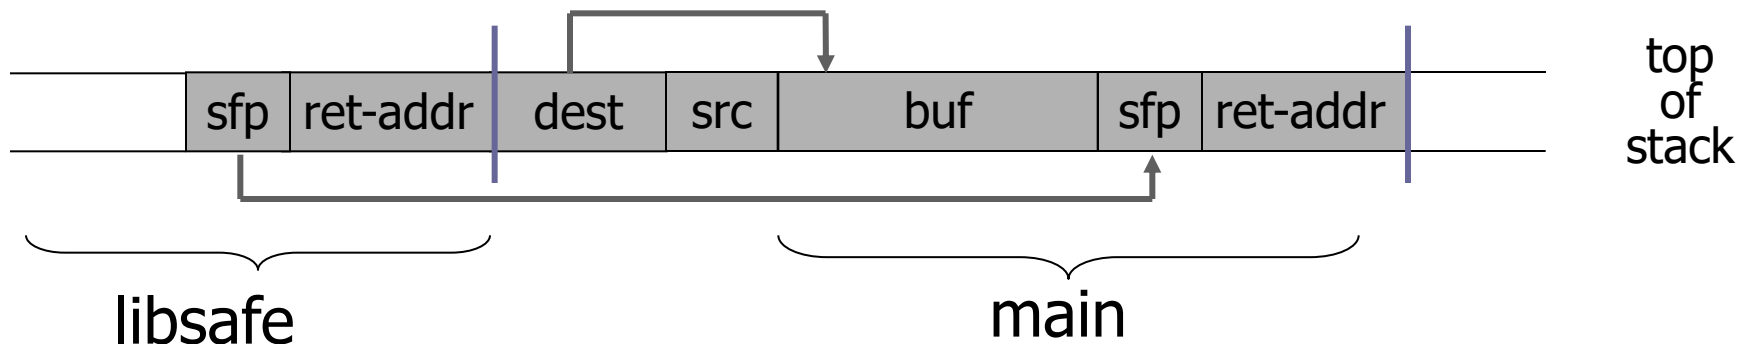 top
of
stack
sfp ret-addr dest src buf sfp ret-addr
libsafe main